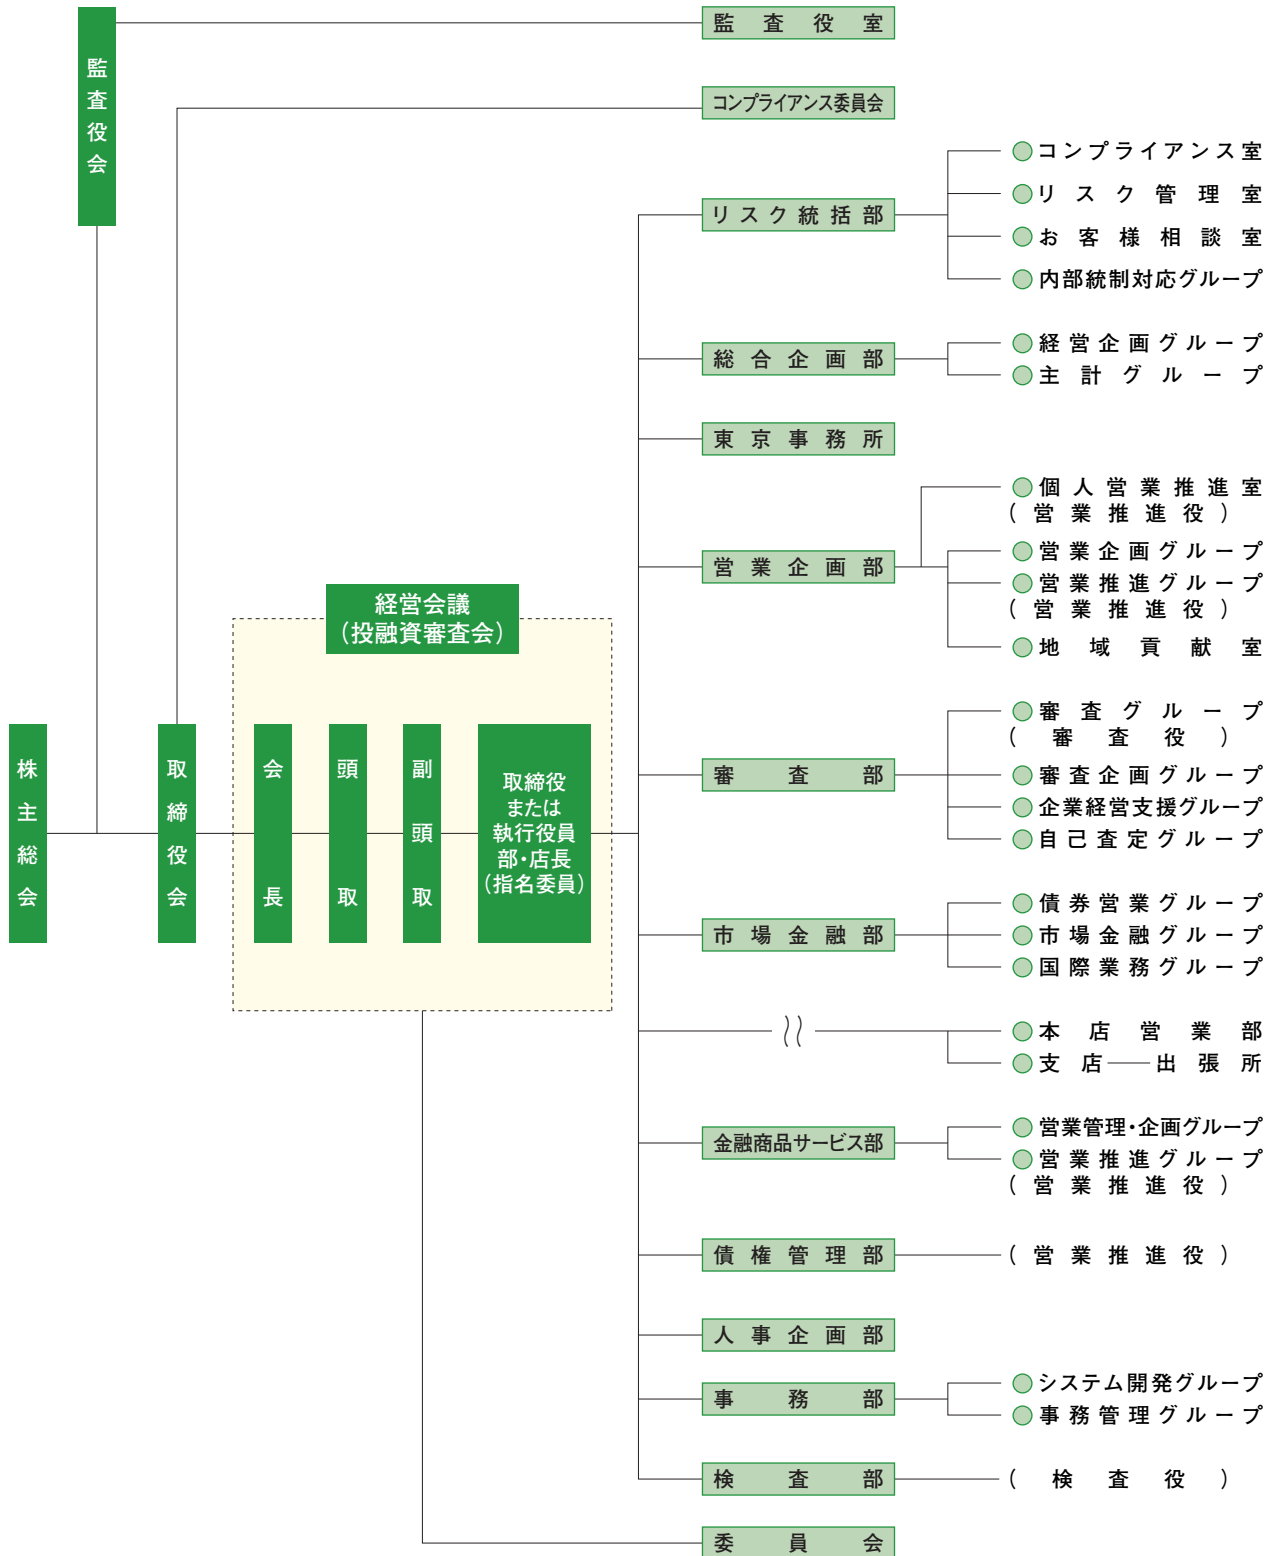 監査役室
監査役会
コンプライアンス委員会
コンプライアンス室
リスク管理室
リスク統括部
お客様相談室
内部統制対応グループ
経営企画グループ
総合企画部
主計グループ
東京事務所
個人営業推進室
(営業推進役)
営業企画グループ
営業企画部
営業推進グループ
(営業推進役)
地域貢献室
経営会議
(投融資審査会)
株主総会
取締役会
会長
頭取
副頭取
取締役
または
執行役員
部・店長
(指名委員)
審査グループ
(審査役)
審査部
審査企画グループ
企業経営支援グループ
自己査定グループ
債券営業グループ
市場金融部
市場金融グループ
国際業務グループ
本店営業部
支店――出張所
営業管理・企画グループ
金融商品サービス部
営業推進グループ
(営業推進役)
債権管理部
(営業推進役)
人事企画部
システム開発グループ
事務部
事務管理グループ
検査部
(検査役)
委員会